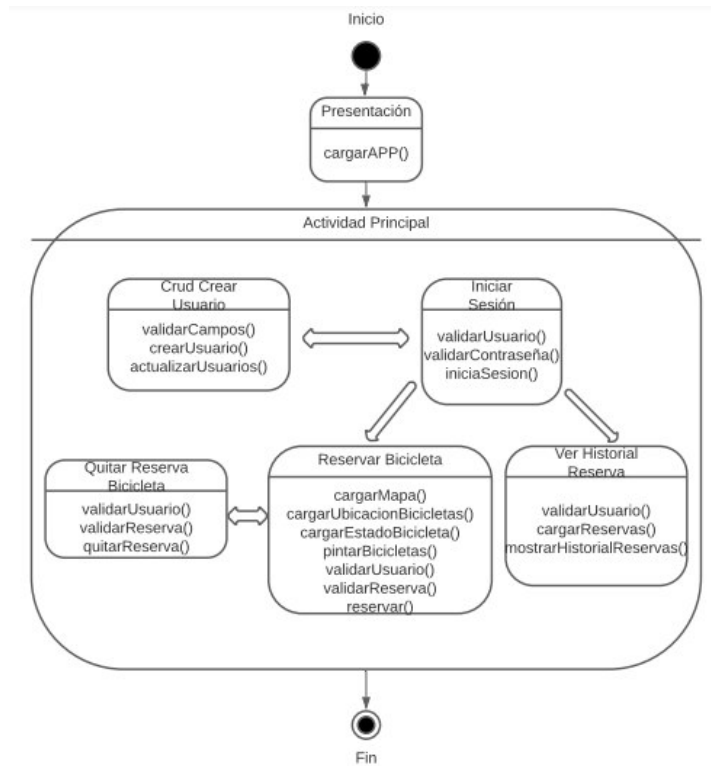 Inicio
Presentación
cargarAPP()
Actividad Principal
Crud Crear
Usuario
validarCampos()
crearUsuario()
actualizarUsuarios()
Iniciar
Sesión
validarUsuario()
validarContraseña()
iniciaSesion()
Quitar Reserva
Bicicleta
validarUsuario()
validarReserva()
quitarReserva()
Reservar Bicicleta
cargarMapa()
cargarUbicacionBicicletas()
cargarEstadoBicicleta()
pintarBicicletas()
validarUsuario()
validarReserva()
reservar()
Ver Historial
Reserva
validarUsuario()
cargarReservas()
mostrarHistorialReservas()
Fin